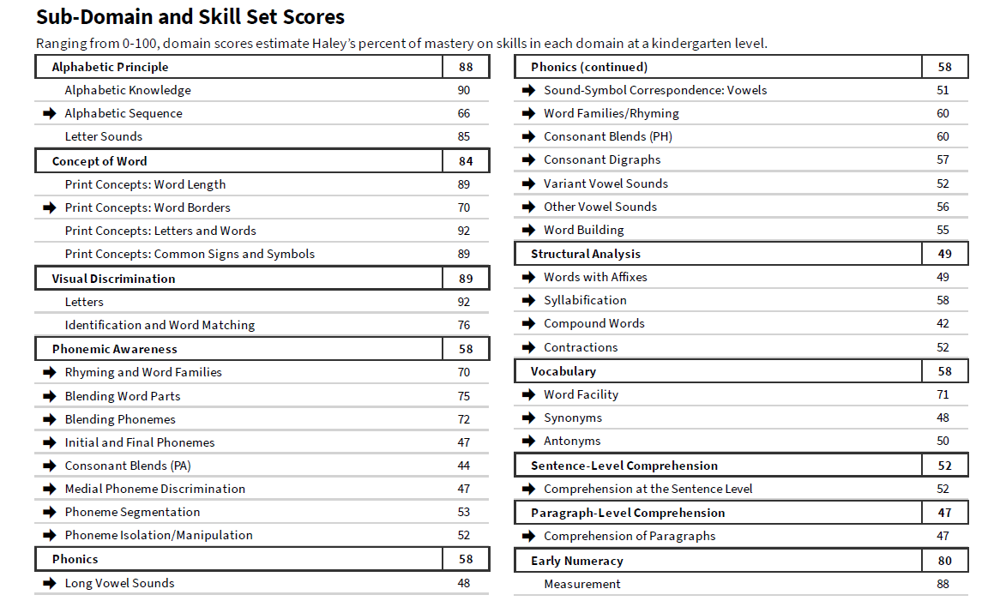 Sub-Domain and Skill Set Scores
Ranging from 0-100, domain scores estimate Haley's percent of mastery on skills in each domain at a kindergarten level.
Alphabetic Principle 88
Alphabetic Knowledge 90
Alphabetic Sequence 66
Letter Sounds 85
Concept of Word 84
Print Concepts: Word Length 89
Print Concepts: Word Borders 70
Print Concepts: Letters and Words 92
Print Concepts: Common Signs and Symbols 89
Visual Discrimination 89
Letters 92
Identification and Word Matching 76
Phonemic Awareness 58
Rhyming and Word Families 70
Blending Word Parts 75
Blending Phonemes 72
Initial and Final Phonemes 47
Consonant Blends (PA) 44
Medial Phoneme Discrimination 47
Phoneme Segmentation 53
Phoneme Isolation/Manipulation 52
Phonics 58
Long Vowel Sounds 48
Phonics (continued) 58
Sound-Symbol Correspondence: Vowels 51
Word Families/Rhyming 60
Consonant Blends (PH) 60
Consonant Digraphs 57
Variant Vowel Sounds 52
Other Vowel Sounds 56
Word Building 55
Structural Analysis 49
Words with Affixes 49
Syllabification 58
Compound Words 42
Contractions 52
Vocabulary 58
Word Facility 71
Synonyms 48
Antonyms 50
Sentence-Level Comprehension 52
Comprehension at the Sentence Level 52
Paragraph-Level Comprehension 47
Comprehension of Paragraphs 47
Early Numeracy 80
Measurement 88